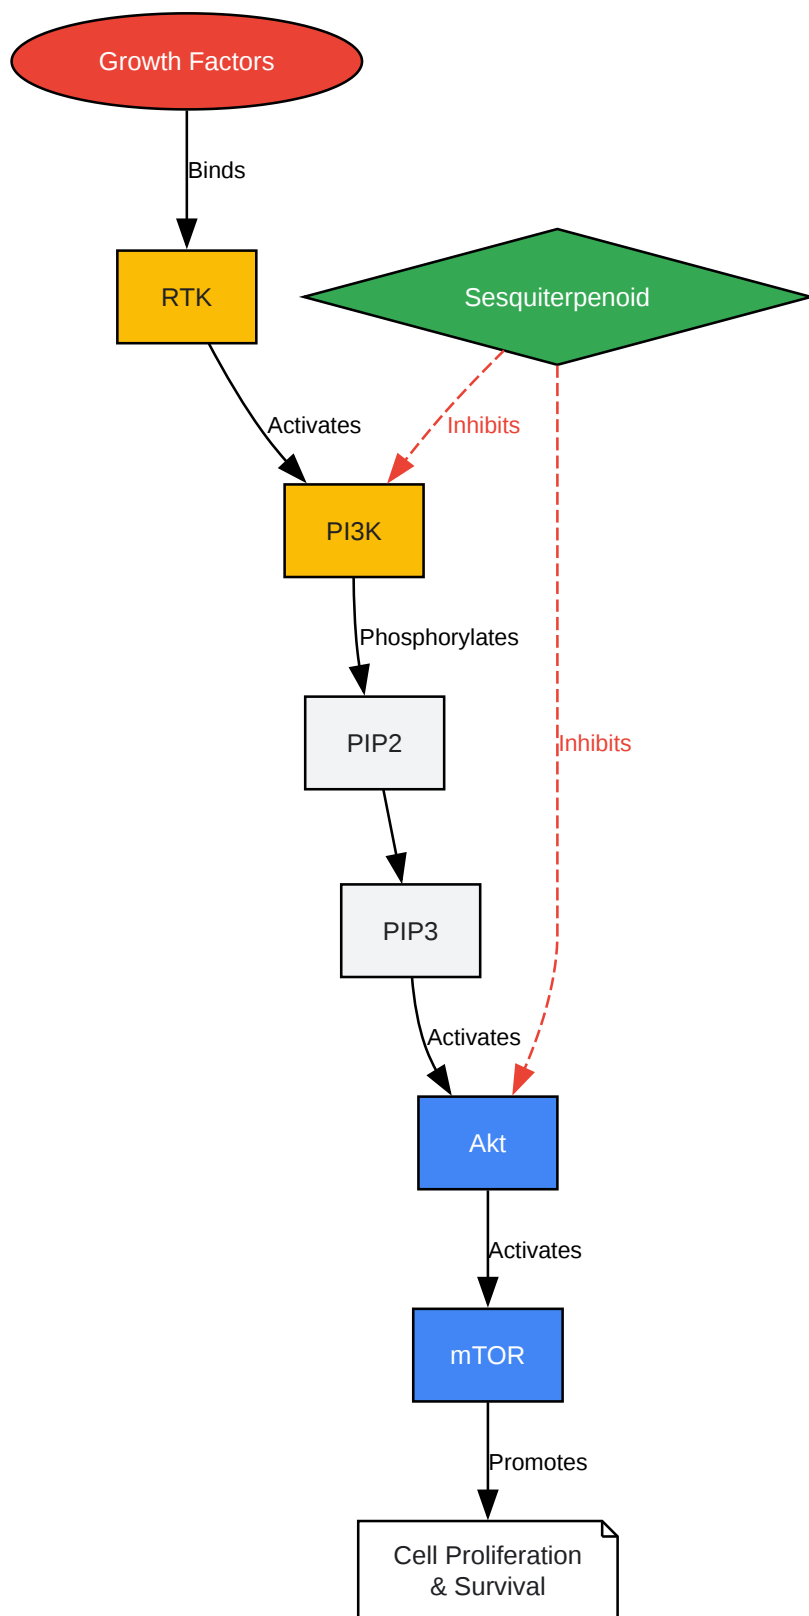 Growth Factors
Binds
RTK
Sesquiterpenoid
Activates
Inhibits
PI3K
Phosphorylates
PIP2
Inhibits
PIP3
Activates
Akt
Activates
mTOR
Promotes
Cell Proliferation
& Survival